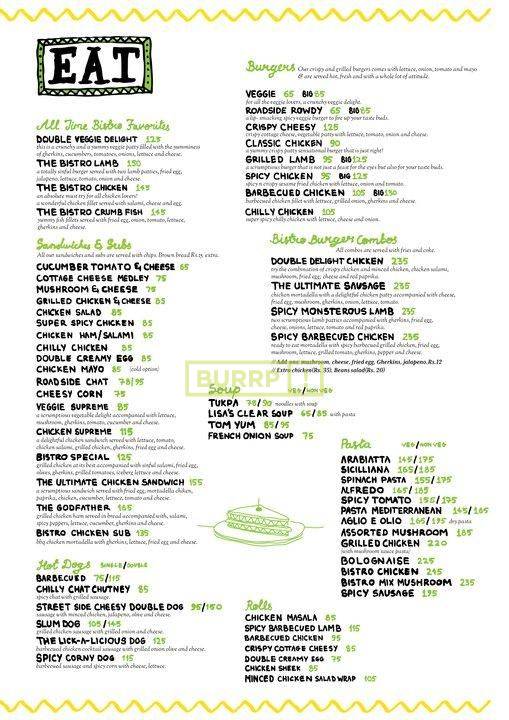 EAT
All Time Bistro Favorites
DOUBLE VEGGIE DELIGHT 125
this is a crunchy and a yummy veggie patty filled with the yumminess
of gherkins, cucumbers, tomatoes, onions, lettuce and cheese.
THE BISTRO LAMB 150
a totally sinful burger served with two lamb patties, fried egg,
jalapeno, lettuce, tomato, onion and cheese.
THE BISTRO CHICKEN 145
an absolute must try for all chicken lovers!
a wonderful chicken fillet served with salami, cheese and egg.
THE BISTRO CRUMB FISH 145
yummy fish fillets served with fried egg, onion, tomato, lettuce,
gherkins and cheese.
Sandwiches & Subs
All our sandwiches and subs are served with chips. Brown bread Rs.15 extra.
CUCUMBER TOMATO & CHEESE 65
COTTAGE CHEESE MEDLEY 75
MUSHROOM & CHEESE 75
GRILLED CHICKEN & CHEESE 85
CHICKEN SALAD 85
SUPER SPICY CHICKEN 85
CHICKEN HAM/SALAMI 85
CHILLY CHICKEN 85
DOUBLE CREAMY EGG 85
CHICKEN MAYO 85 (cold option)
ROADSIDE CHAT 78/95
CHEESY CORN 75
VEGGIE SUPREME 85
a scrumptious vegetable delight accompanied with lettuce,
mushroom, gherkins, tomato, cucumber and cheese.
CHICKEN SUPREME 115
a delightful chicken sandwich served with lettuce, tomato,
chicken salami, grilled chicken, gherkins, fried egg and cheese.
BISTRO SPECIAL 125
grilled chicken at its best accompanied with sinful salami, fried egg,
olives, gherkins, grilled tomatoes, iceberg lettuce and cheese.
THE ULTIMATE CHICKEN SANDWICH 155
a scrumptious sandwich served with fried egg, mortadella chicken,
paprika, chicken, cucumber, lettuce, tomato and cheese.
THE GODFATHER 165
grilled chicken ham served in bread accompanied with, salami,
spicy peppers, lettuce, cucumber, gherkins and cheese.
BISTRO CHICKEN SUB 135
bbq chicken mortadella with gherkins, lettuce, fried egg and cheese.
Hot Dogs SINGLE/DOUBLE
BARBECUED 75/115
CHILLY CHAT CHUTNEY 85
spicy chat with grilled sausage.
STREET SIDE CHEESY DOUBLE DOG 95/150
sausage with minced chicken, jalapeno, olive and cheese.
SLUM DOG 105/145
grilled chicken sausage with grilled onion and cheese.
THE LICK-A-LICIOUS DOG 125
barbecued chicken cocktail sausage with grilled onion olive and cheese.
SPICY CORNY DOG 115
barbecued sausage and spicy corn with cheese, lettuce.
Burgers Our crispy and grilled burgers comes with lettuce, onion, tomato and mayo
& are served hot, fresh and with a whole lot of attitude.
VEGGIE 65 BIG 85
for all the veggie lovers, a crunchy veggie delight.
ROADSIDE ROWDY 65 BIG 85
a lip-smacking spicy veggie burger to fire up your taste buds.
CRISPY CHEESY 125
crispy cottage cheese, vegetable patty with lettuce, tomato, onion and cheese.
CLASSIC CHICKEN 90
a yummy crispy patty sensational burger that is just right!
GRILLED LAMB 95 BIG 125
a scrumptious burger that is not just a feast for the eyes but also for your taste buds.
SPICY CHICKEN 95 BIG 125
spicy n crispy sesame fried chicken with lettuce, onion and tomato.
BARBECUED CHICKEN 105 BIG 130
barbecued chicken fillet with lettuce, grilled onion, gherkins and cheese.
CHILLY CHICKEN 105
super spicy chilly chicken with lettuce, cheese and onion.
Bistro Burger Combos
All combos are served with fries and coke.
DOUBLE DELIGHT CHICKEN 235
try the combination of crispy chicken and minced chicken, chicken salami,
mushroom, fried egg, cheese and red paprika.
THE ULTIMATE SAUSAGE 235
chicken mortadella with a delightful chicken patty accompanied with cheese,
fried egg, mushroom, onion, lettuce, tomato.
SPICY MONSTEROUS LAMB 235
two scrumptious lamb patties accompanied with gherkins, fried egg,
cheese, onions, lettuce, tomato and red paprika.
SPICY BARBECUED CHICKEN 235
ready to eat mortadella with spicy barbecued grilled chicken, fried egg,
mushroom, lettuce, grilled tomato, gherkins, pepper and cheese.
// Add ons: mushroom, cheese, fried egg, Gherkins, jalapeno, Rs.12
// Extra chicken(Rs. 35), Beans salad(Rs. 20)
BURRP
Soup VEG/NON VEG
TUKPA 78/90 noodles with soup
LISA'S CLEAR SOUP 65/85 with pasta
TOM YUM 85/95
FRENCH ONION SOUP 75
Pasta VEG/NON VEG
ARABIATTA 145/175
SICILLIANA 165/185
SPINACH PASTA 155/175
ALFREDO 165/185
SPICY TOMATO 155/175
PASTA MEDITERRANEAN 145/165
AGLIO E OLIO 165/195 dry pasta
ASSORTED MUSHROOM 185
GRILLED CHICKEN 220
(with mushroom sauce pasta)
BOLOGNAISE 225
BISTRO CHICKEN 215
BISTRO MIX MUSHROOM 235
SPICY SAUSAGE 195
Rolls
CHICKEN MASALA 85
SPICY BARBECUED LAMB 115
BARBECUED CHICKEN 95
CRISPY COTTAGE CHEESY 85
DOUBLE CREAMY EGG 75
CHICKEN SHEEK 85
MINCED CHICKEN SALAD WRAP 105